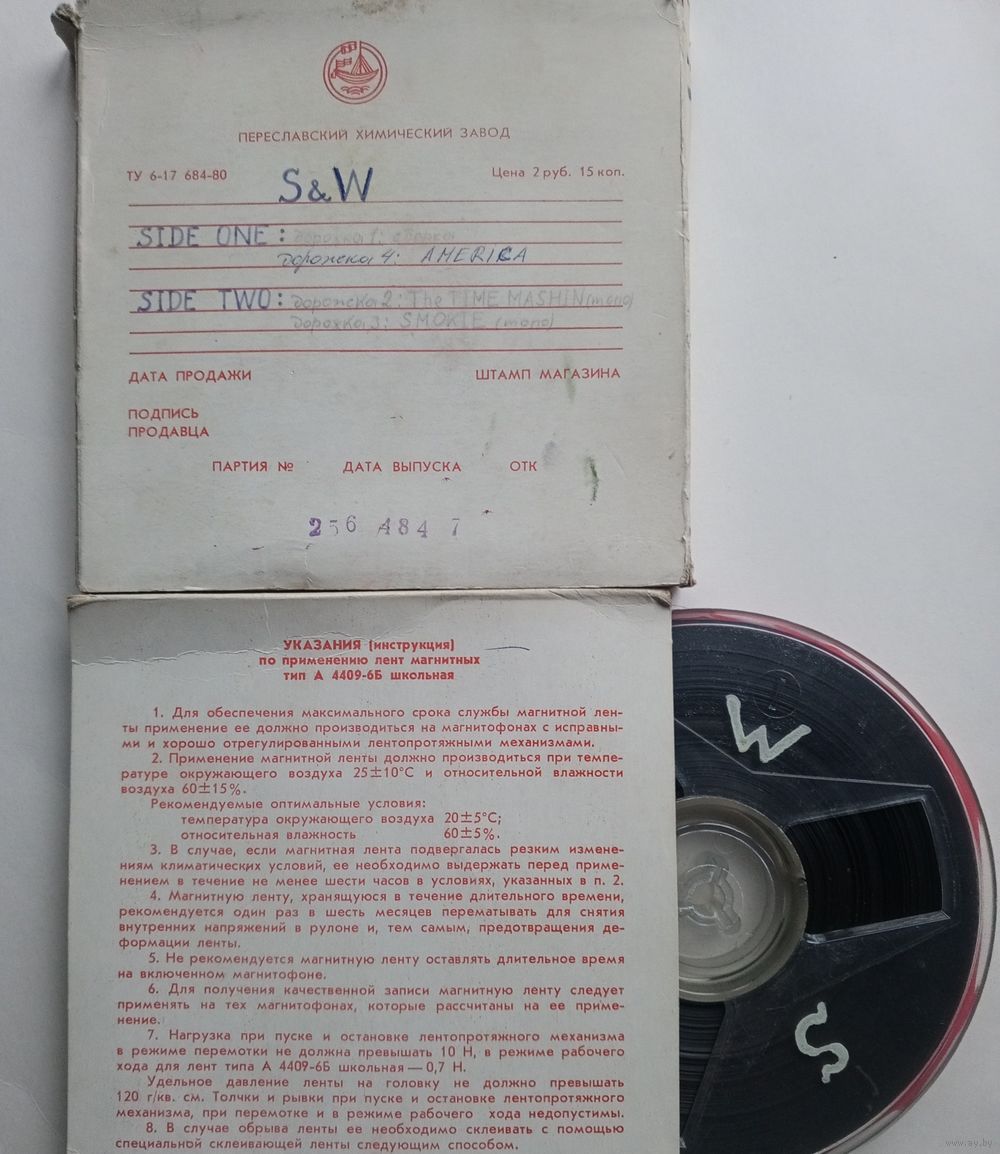 ПЕРЕСЛАВСКИЙ ХИМИЧЕСКИЙ ЗАВОД
ТУ 6-17 684-80 Цена 2 руб. 15 коп.
S&W
SIDE ONE: дорожка 1: сборка
дорожка 4: AMERICA
SIDE TWO: дорожка 2: The TIME MASHIN (mono)
дорожка 3: SMOKIE (mono)
ДАТА ПРОДАЖИ ШТАМП МАГАЗИНА
ПОДПИСЬ
ПРОДАВЦА
ПАРТИЯ № ДАТА ВЫПУСКА ОТК
256 484 7
УКАЗАНИЯ (инструкция)
по применению лент магнитных
тип А 4409-6Б школьная
1. Для обеспечения максимального срока службы магнитной лен-
ты применение ее должно производиться на магнитофонах с исправны-
ми и хорошо отрегулированными лентопротяжными механизмами.
2. Применение магнитной ленты должно производиться при темпе-
ратуре окружающего воздуха 25±10°С и относительной влажности
воздуха 60±15%.
Рекомендуемые оптимальные условия:
температура окружающего воздуха 20±5°С;
относительная влажность 60±5%.
3. В случае, если магнитная лента подвергалась резким измене-
ниям климатических условий, ее необходимо выдержать перед приме-
нением в течение не менее шести часов в условиях, указанных в п. 2.
4. Магнитную ленту, хранящуюся в течение длительного времени,
рекомендуется один раз в шесть месяцев перематывать для снятия
внутренних напряжений в рулоне и, тем самым, предотвращения де-
формации ленты.
5. Не рекомендуется магнитную ленту оставлять длительное время
на включенном магнитофоне.
6. Для получения качественной записи магнитную ленту следует
применять на тех магнитофонах, которые рассчитаны на ее приме-
нение.
7. Нагрузка при пуске и остановке лентопротяжного механизма
в режиме перемотки не должна превышать 10 Н, в режиме рабочего
хода для лент типа А 4409-6Б школьная — 0,7 Н.
Удельное давление ленты на головку не должно превышать
120 г/кв. см. Толчки и рывки при пуске и остановке лентопротяжного
механизма, при перемотке и в режиме рабочего хода недопустимы.
8. В случае обрыва ленты ее необходимо склеивать с помощью
специальной склеивающей ленты следующим способом.
W
S
www.ay.by